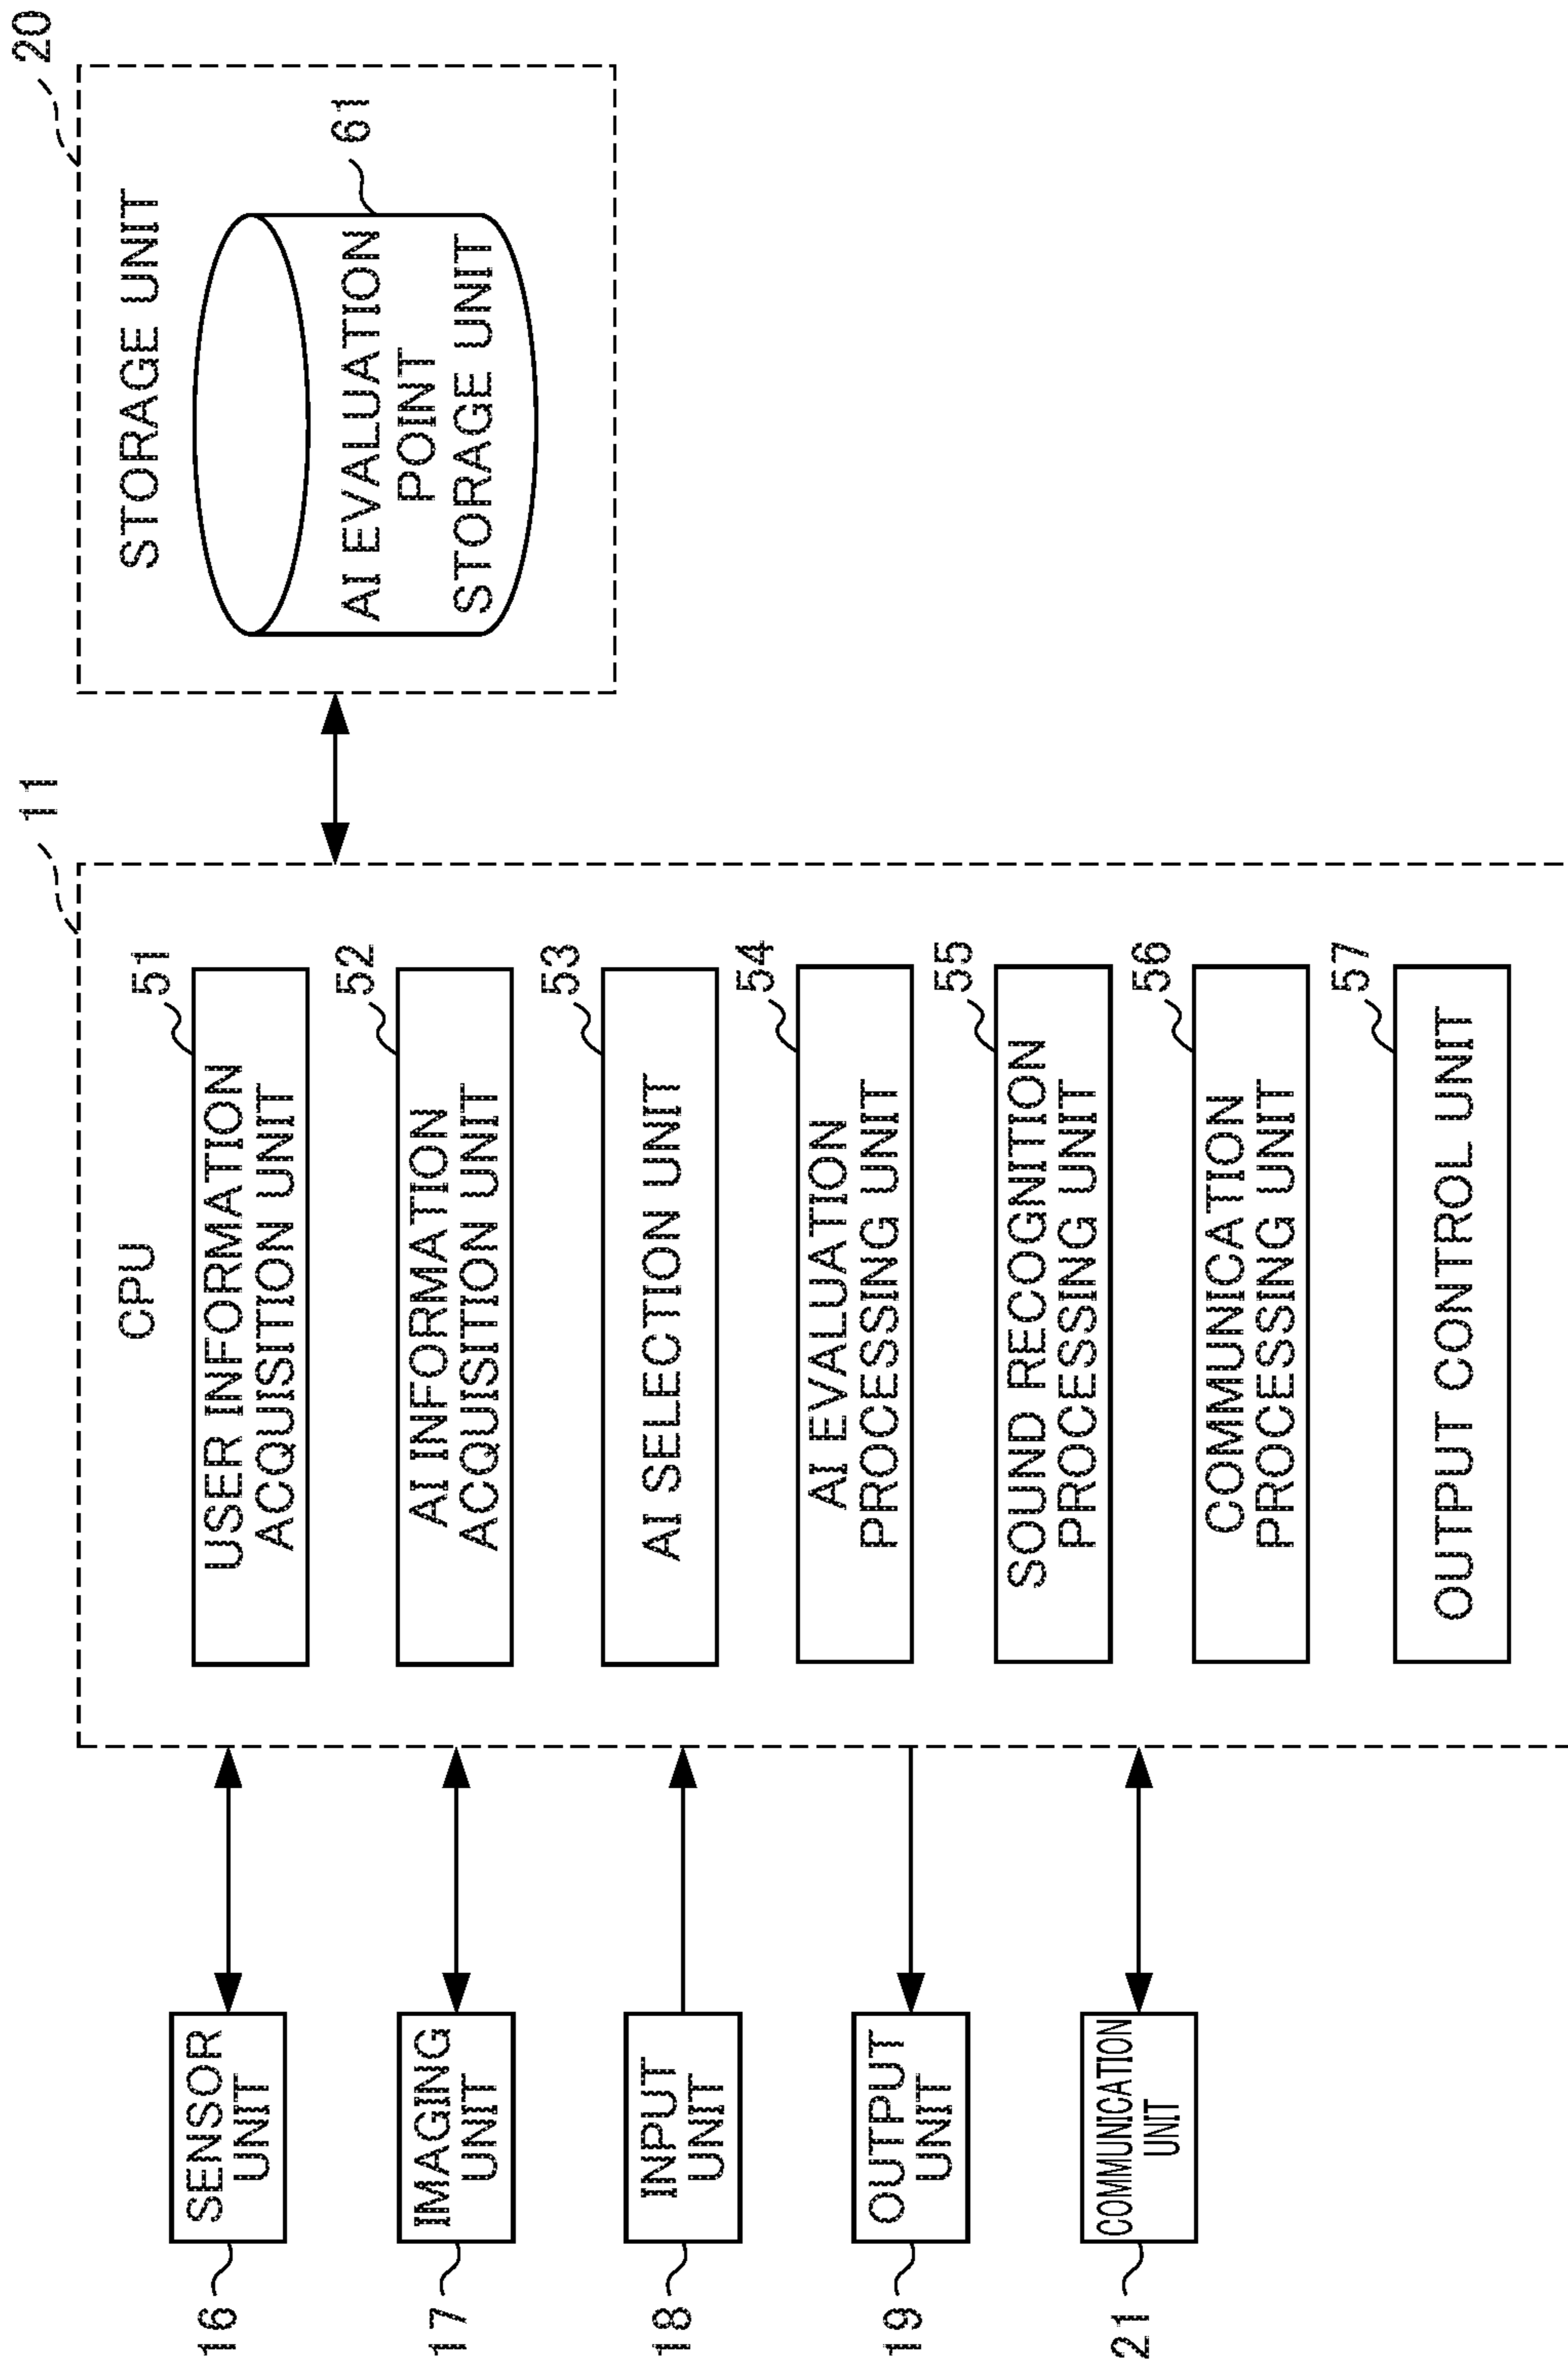 11
CPU
51
USER INFORMATION
ACQUISITION UNIT
52
AI INFORMATION
ACQUISITION UNIT
53
AI SELECTION UNIT
54
AI EVALUATION
PROCESSING UNIT
55
SOUND RECOGNITION
PROCESSING UNIT
56
COMMUNICATION
PROCESSING UNIT
57
OUTPUT CONTROL UNIT
16
SENSOR
UNIT
17
IMAGING
UNIT
18
INPUT
UNIT
19
OUTPUT
UNIT
21
COMMUNICATION
UNIT
20
STORAGE UNIT
61
AI EVALUATION
POINT
STORAGE UNIT